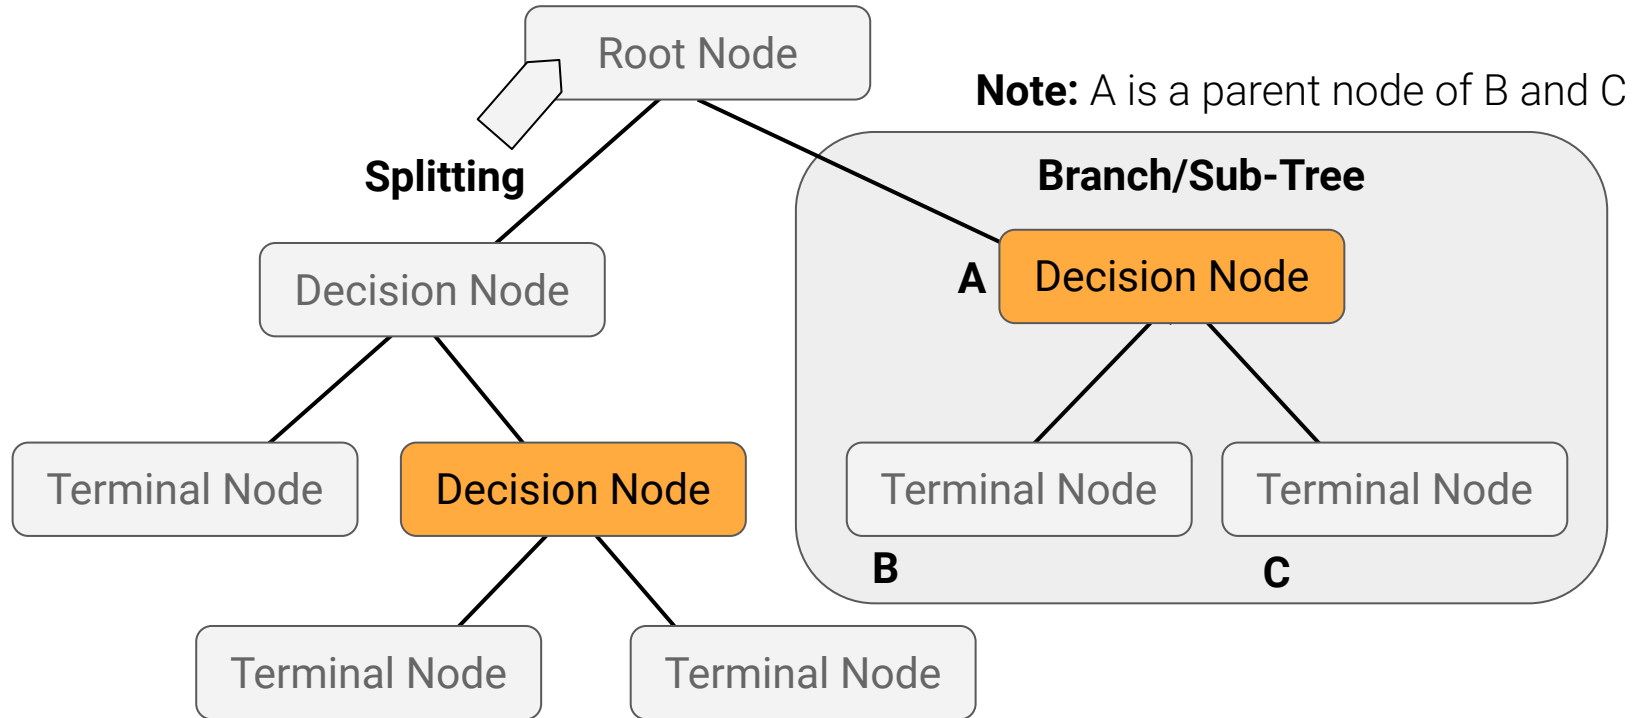 Root Node
Note: A is a parent node of B and C
Splitting
Branch/Sub-Tree
Decision Node
A
Decision Node
Terminal Node
Decision Node
Terminal Node
Terminal Node
B
C
Terminal Node
Terminal Node